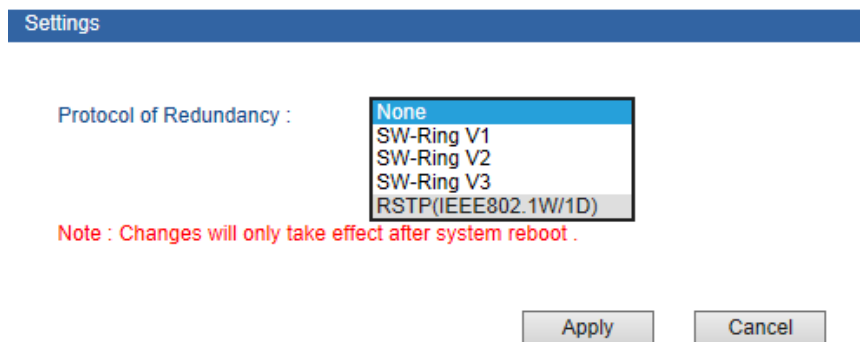 Settings
Protocol of Redundancy :
None
SW-Ring V1
SW-Ring V2
SW-Ring V3
RSTP(IEEE802.1W/1D)
Note : Changes will only take effect after system reboot .
Apply Cancel